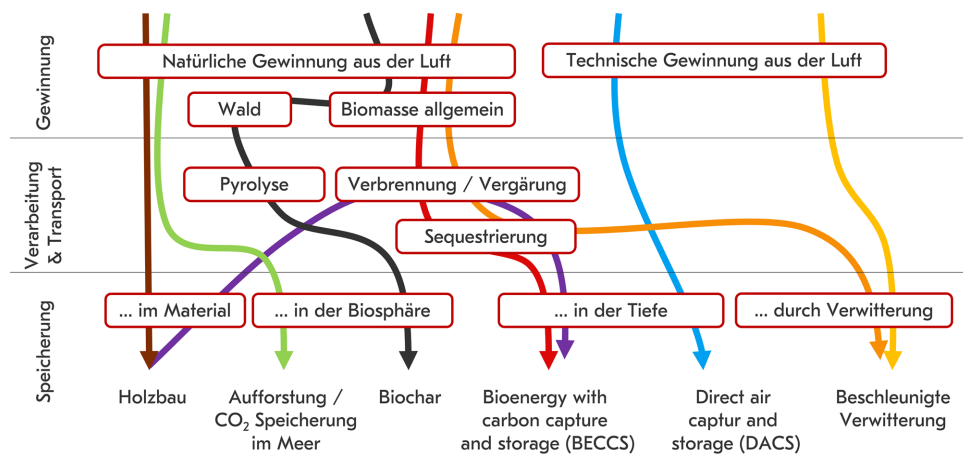 Gewinnung
Natürliche Gewinnung aus der Luft
Technische Gewinnung aus der Luft
Wald
Biomasse allgemein
Verarbeitung
& Transport
Pyrolyse
Verbrennung / Vergärung
Sequestrierung
Speicherung
... im Material
... in der Biosphäre
... in der Tiefe
... durch Verwitterung
Holzbau
Aufforstung /
CO₂ Speicherung
im Meer
Biochar
Bioenergy with
carbon capture
and storage (BECCS)
Direct air
captur and
storage (DACS)
Beschleunigte
Verwitterung